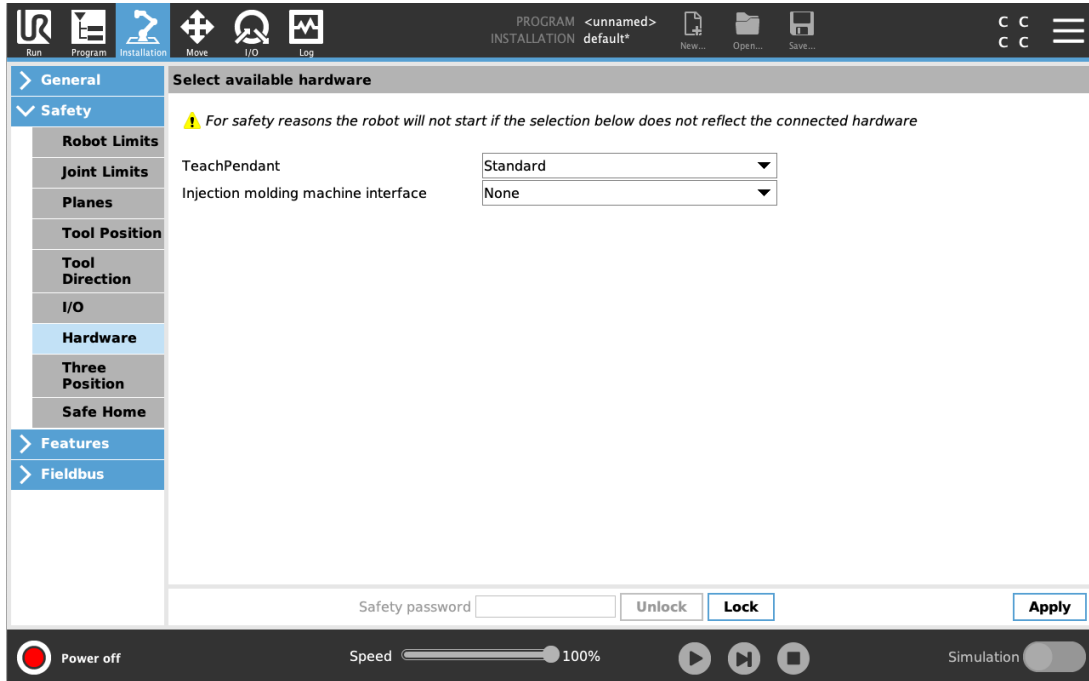 PROGRAM <unnamed>
INSTALLATION default*
C C
C C
Run Program Installation Move I/O Log New... Open... Save...
General
Safety
Robot Limits
Joint Limits
Planes
Tool Position
Tool
Direction
I/O
Hardware
Three
Position
Safe Home
Features
Fieldbus
Select available hardware
For safety reasons the robot will not start if the selection below does not reflect the connected hardware
TeachPendant Standard
Injection molding machine interface None
Safety password Unlock Lock Apply
Power off Speed 100% Simulation